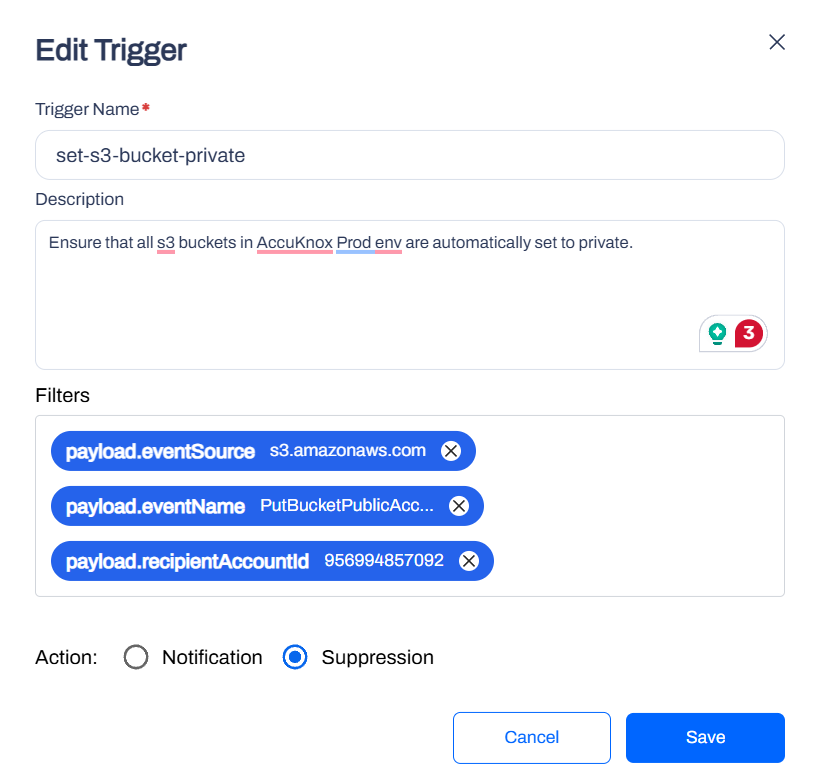 Edit Trigger
Trigger Name*
set-s3-bucket-private
Description
Ensure that all s3 buckets in AccuKnox Prod env are automatically set to private.
3
Filters
payload.eventSource s3.amazonaws.com
payload.eventName PutBucketPublicAcc...
payload.recipientAccountId 956994857092
Action: Notification Suppression
Cancel Save